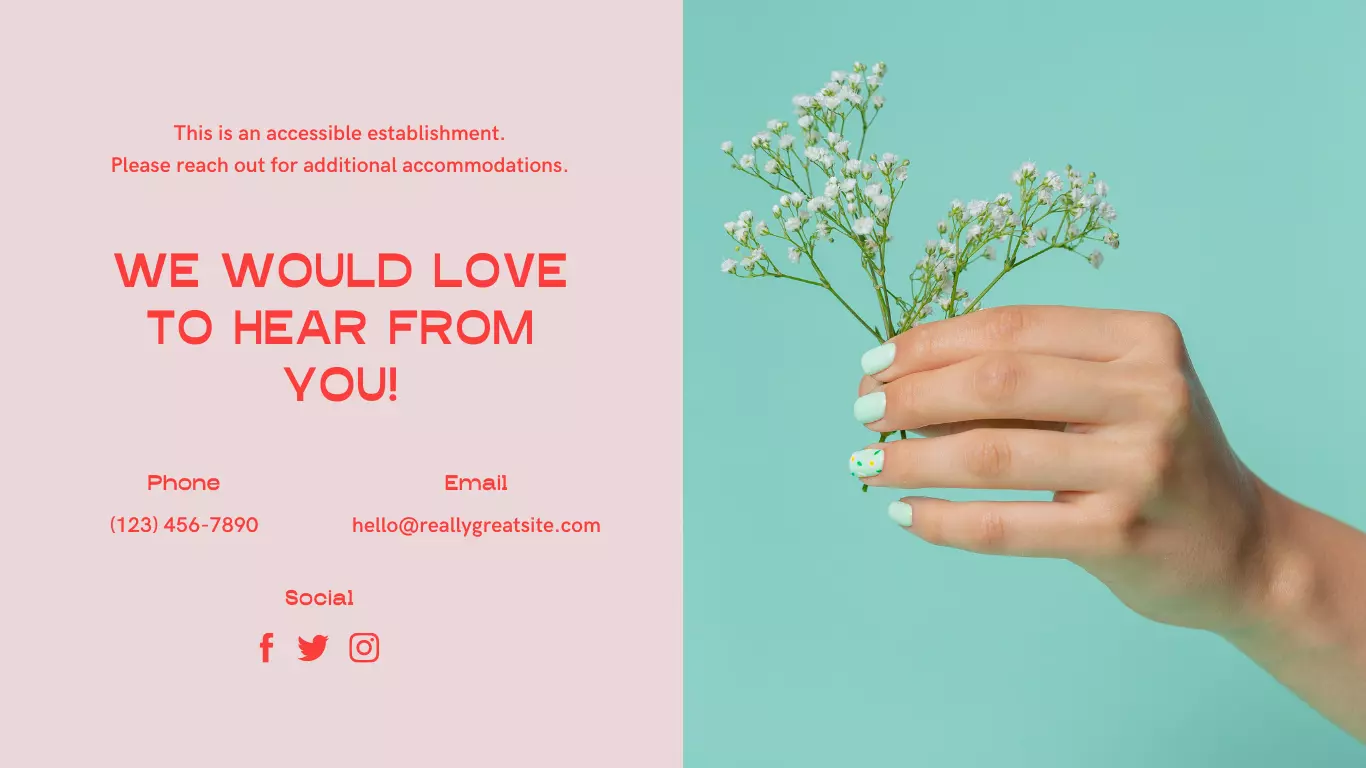 This is an accessible establishment.
Please reach out for additional accommodations.
WE WOULD LOVE
TO HEAR FROM
YOU!
Phone
Email
(123) 456-7890
hello@reallygreatsite.com
Social